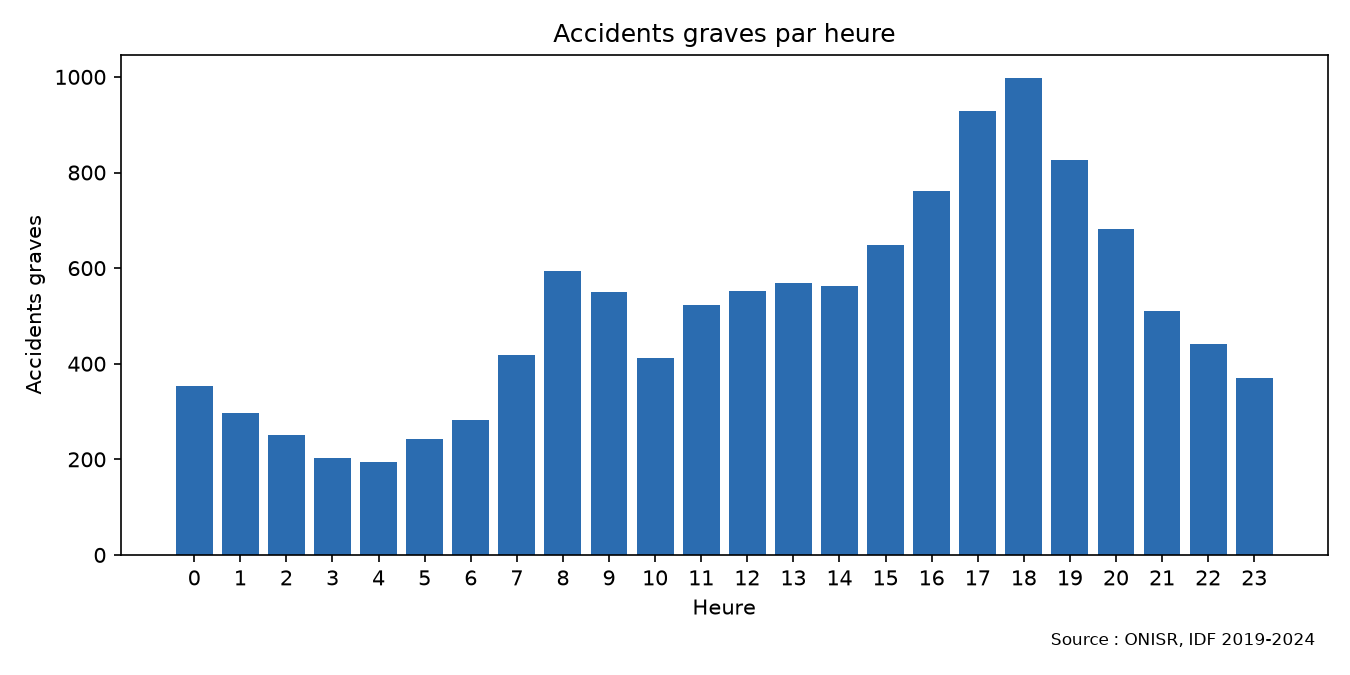 Accidents graves par heure
Accidents graves
1000
800
600
400
200
0
0 1 2 3 4 5 6 7 8 9 10 11 12 13 14 15 16 17 18 19 20 21 22 23
Heure
Source : ONISR, IDF 2019-2024